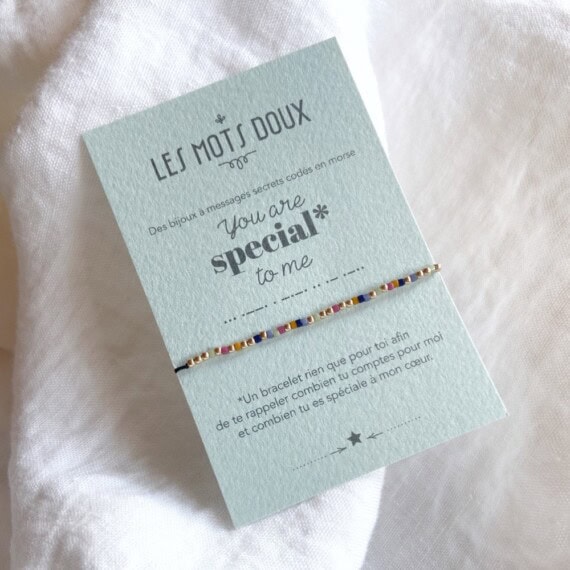 LES MOTS DOUX
Des bijoux à messages secrets codés en morse
You are
special*
to me
... .--. . -.-. .. .- .-..
*Un bracelet rien que pour toi afin
de te rappeler combien tu comptes pour moi
et combien tu es spéciale à mon cœur.